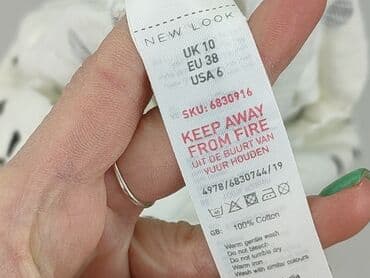 NEW LOOK
UK 10
EU 38
USA 6
SKU: 6830916
KEEP AWAY
FROM FIRE
UIT DE BUURT VAN
VUUR HOUDEN
4978/6830744/19
GB: 100% Cotton
Warm gentle wash
Do not bleach
Do not tumble dry
Warm iron
Wash with similar colours